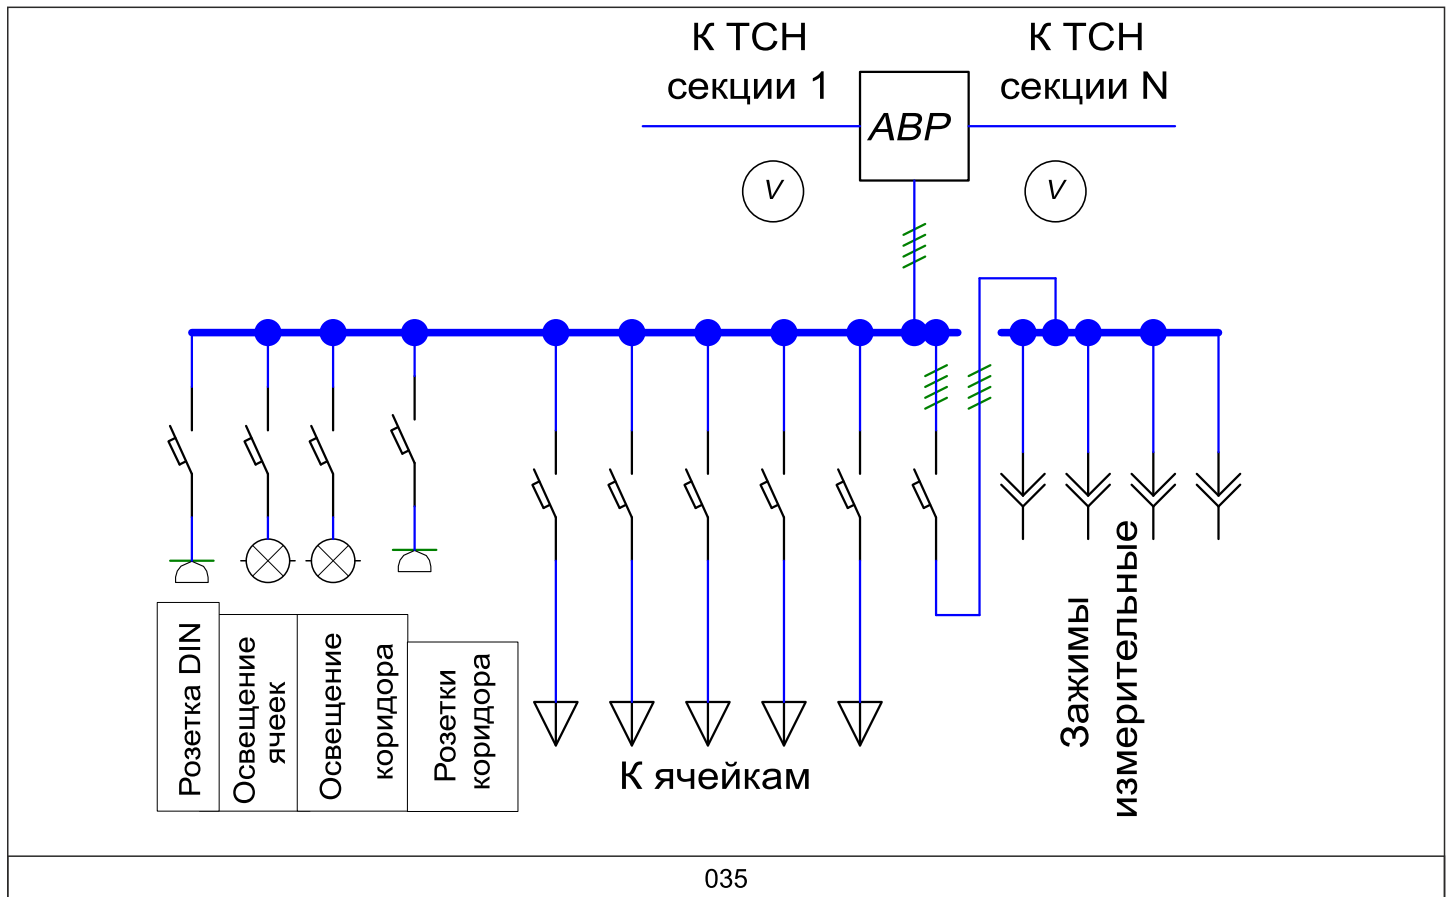 К ТСН
секции 1
К ТСН
секции N
АВР
V
V
Розетка DIN
Освещение
ячеек
Освещение
коридора
Розетки
коридора
К ячейкам
Зажимы
измерительные
035